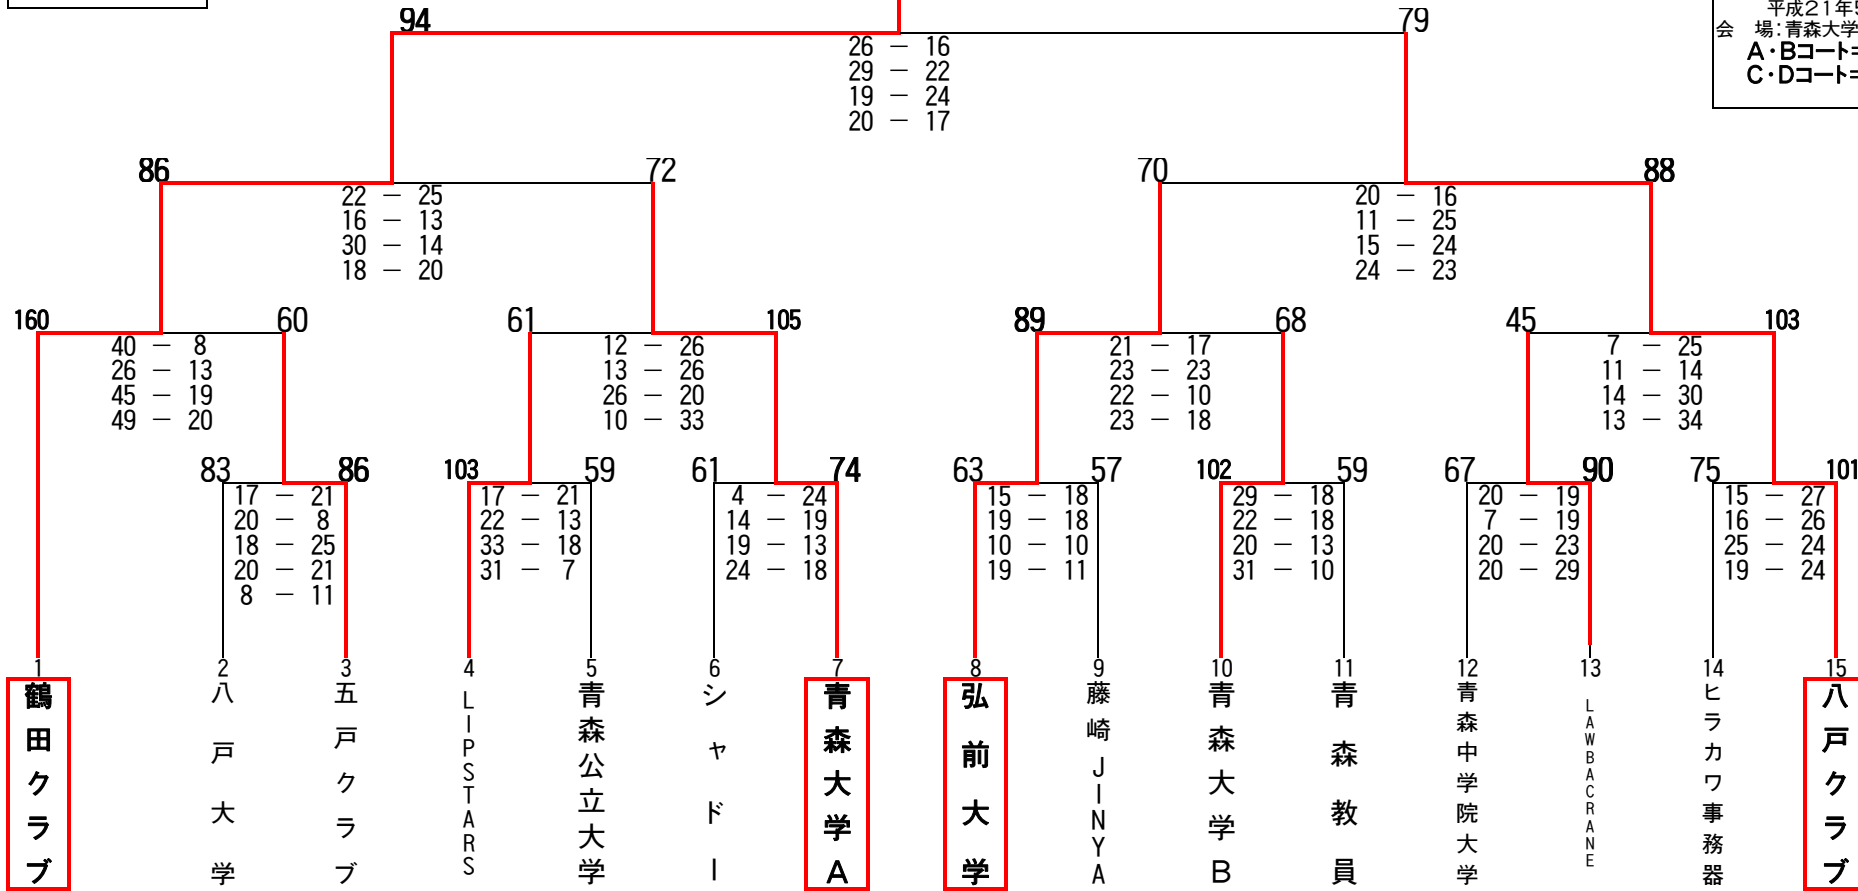 平成21年
会　場:青森大学
A・Bコート=
C・Dコート=
94 79
26 － 16
29 － 22
19 － 24
20 － 17
86 72
22 － 25
16 － 13
30 － 14
18 － 20
70 88
20 － 16
11 － 25
15 － 24
24 － 23
160 60
40 － 8
26 － 13
45 － 19
49 － 20
61 105
12 － 26
13 － 26
26 － 20
10 － 33
89 68
21 － 17
23 － 23
22 － 10
23 － 18
45 103
7 － 25
11 － 14
14 － 30
13 － 34
83 86
17 － 21
20 － 8
18 － 25
20 － 21
8 － 11
103 59
17 － 21
22 － 13
33 － 18
31 － 7
61 74
4 － 24
14 － 19
19 － 13
24 － 18
63 57
15 － 18
19 － 18
10 － 10
19 － 11
102 59
29 － 18
22 － 18
20 － 13
31 － 10
67 90
20 － 19
7 － 19
20 － 23
20 － 29
75 101
15 － 27
16 － 26
25 － 24
19 － 24
1
鶴田クラブ
2
八戸大学
3
五戸クラブ
4
LIPSTARS
5
青森公立大学
6
シャドー
7
青森大学A
8
弘前大学
9
藤崎JINYA
10
青森大学B
11
青森教員
12
青森中学院大学
13
LAWBACRANE
14
ヒラカワ事務器
15
八戸クラブ